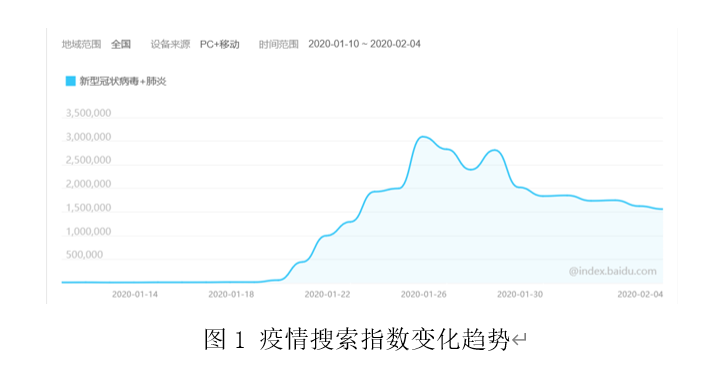 地域范围 全国 设备来源 PC+移动 时间范围 2020-01-10 ~ 2020-02-04
新型冠状病毒+肺炎
3,500,000
3,000,000
2,500,000
2,000,000
1,500,000
1,000,000
500,000
@index.baidu.com
2020-01-14 2020-01-18 2020-01-22 2020-01-26 2020-01-30 2020-02-04
图 1 疫情搜索指数变化趋势↵